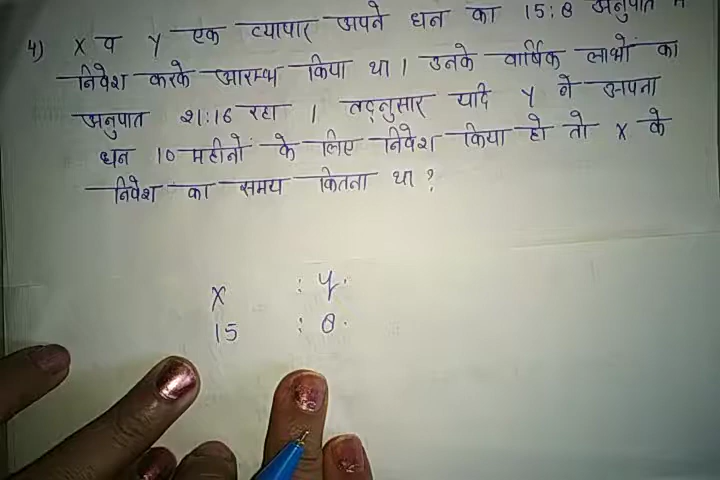 4) X व Y एक व्यापार अपने धन का 15:8 अनुपात में
निवेश करके आरम्भ किया था। उनके वार्षिक लाभों का
अनुपात 21:16 रहा। तद्नुसार यदि Y ने अपना
धन 10 महीनों के लिए निवेश किया हो तो X के
निवेश का समय कितना था?
X : Y.
15 : 8.